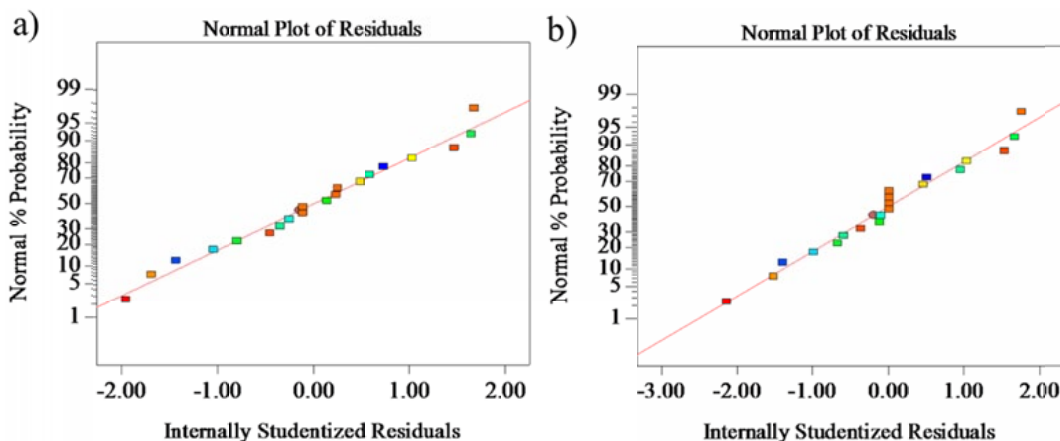 a)
Normal Plot of Residuals
Normal % Probability
99
95
90
80
70
50
30
20
10
5
1
-2.00 -1.00 0.00 1.00 2.00
Internally Studentized Residuals
b)
Normal Plot of Residuals
Normal % Probability
99
95
90
80
70
50
30
20
10
5
1
-3.00 -2.00 -1.00 0.00 1.00 2.00
Internally Studentized Residuals